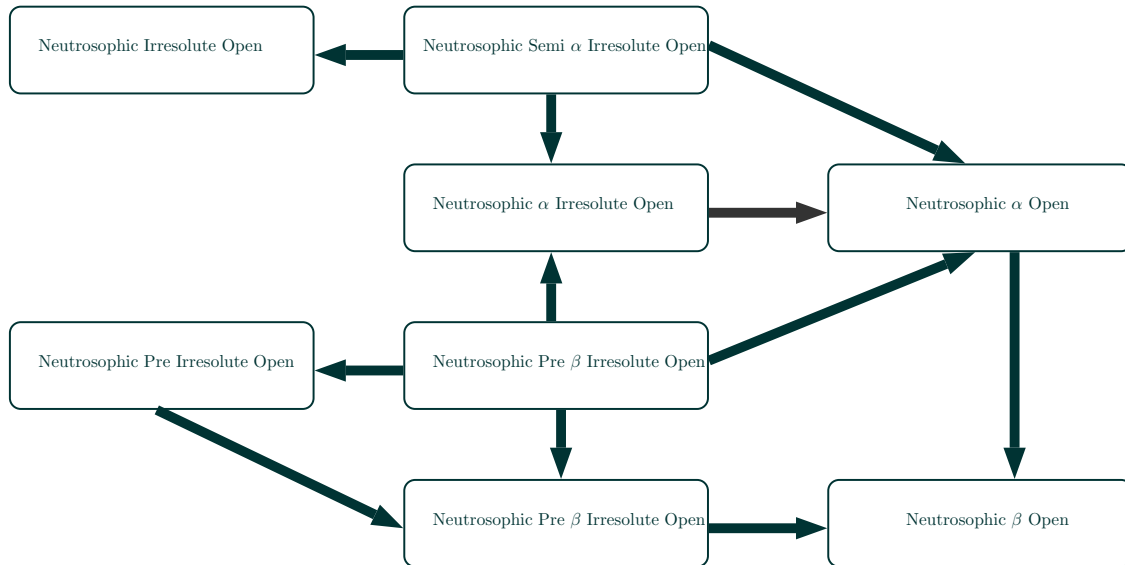 Neutrosophic Irresolute Open
Neutrosophic Semi α Irresolute Open
Neutrosophic α Irresolute Open
Neutrosophic α Open
Neutrosophic Pre Irresolute Open
Neutrosophic Pre β Irresolute Open
Neutrosophic Pre β Irresolute Open
Neutrosophic β Open